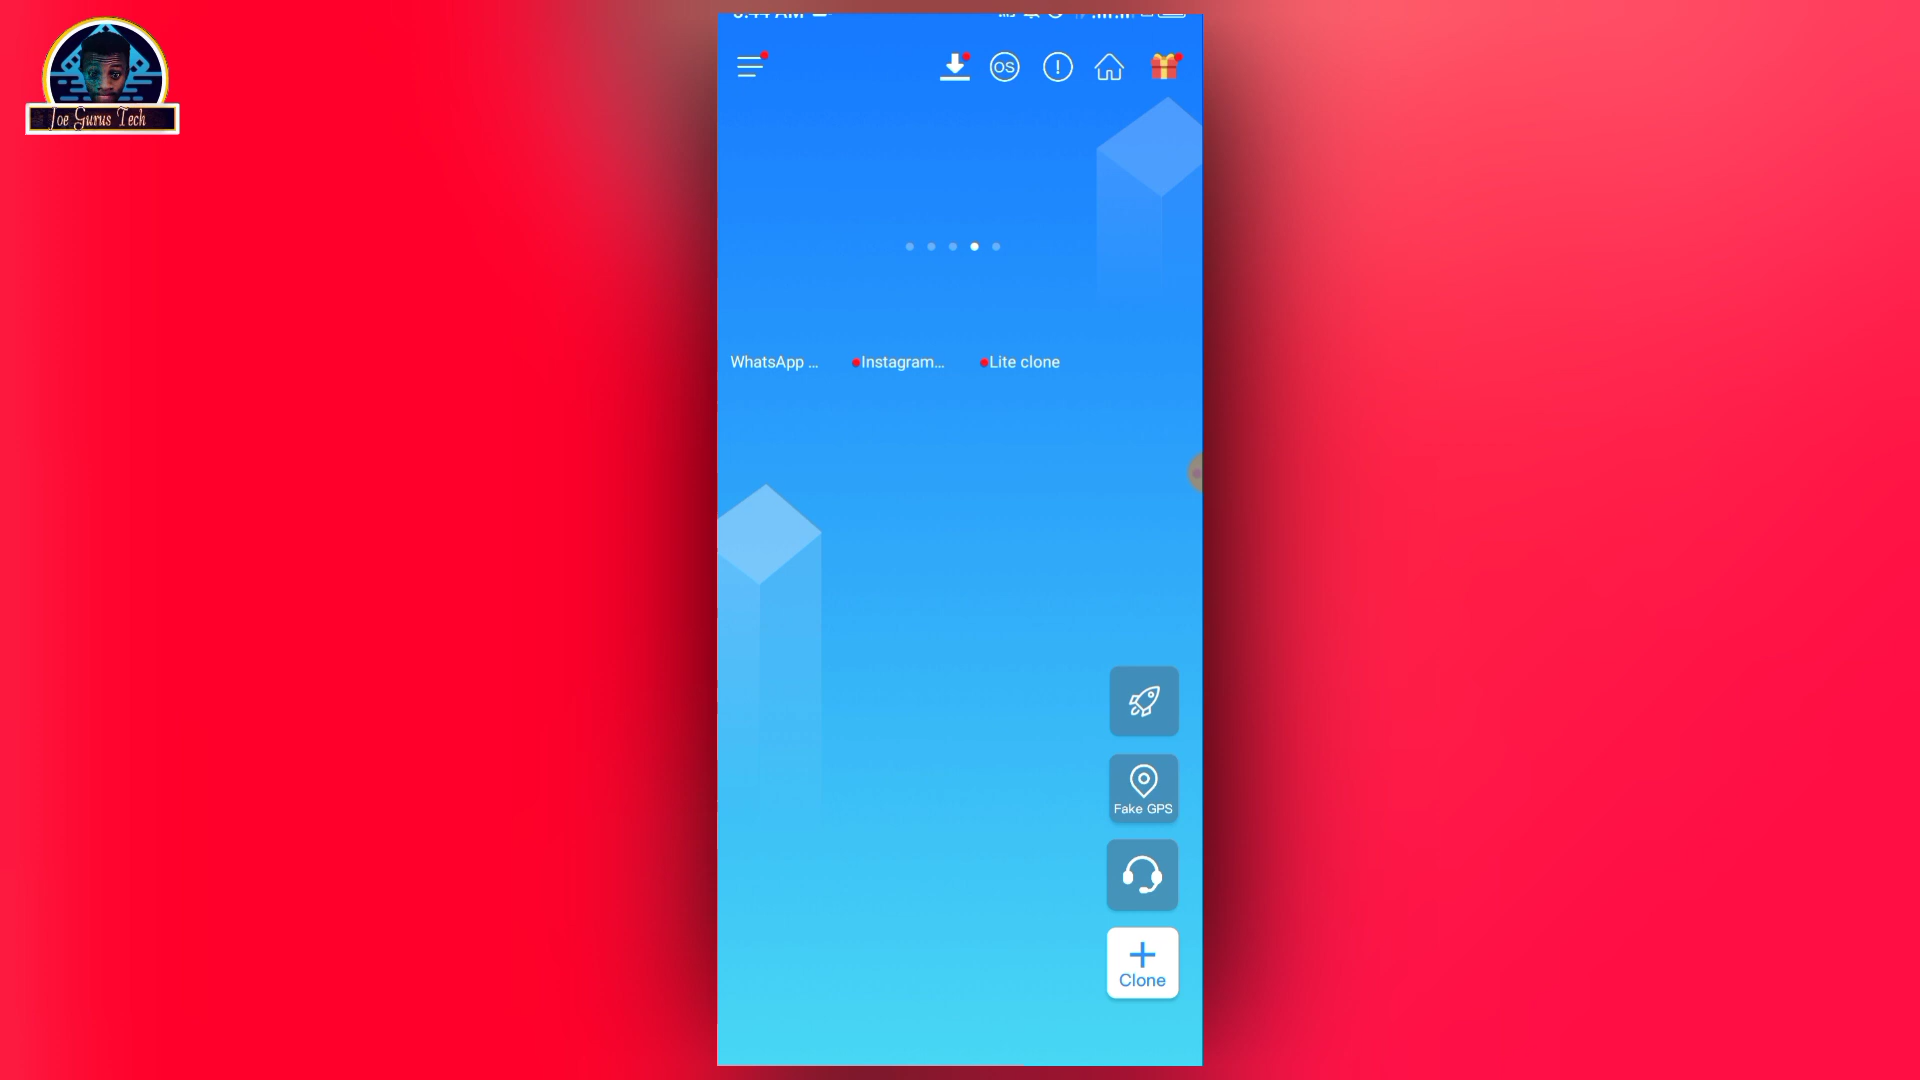 Joe Gurus Tech
OS
WhatsApp ...
Instagram...
Lite clone
Fake GPS
Clone